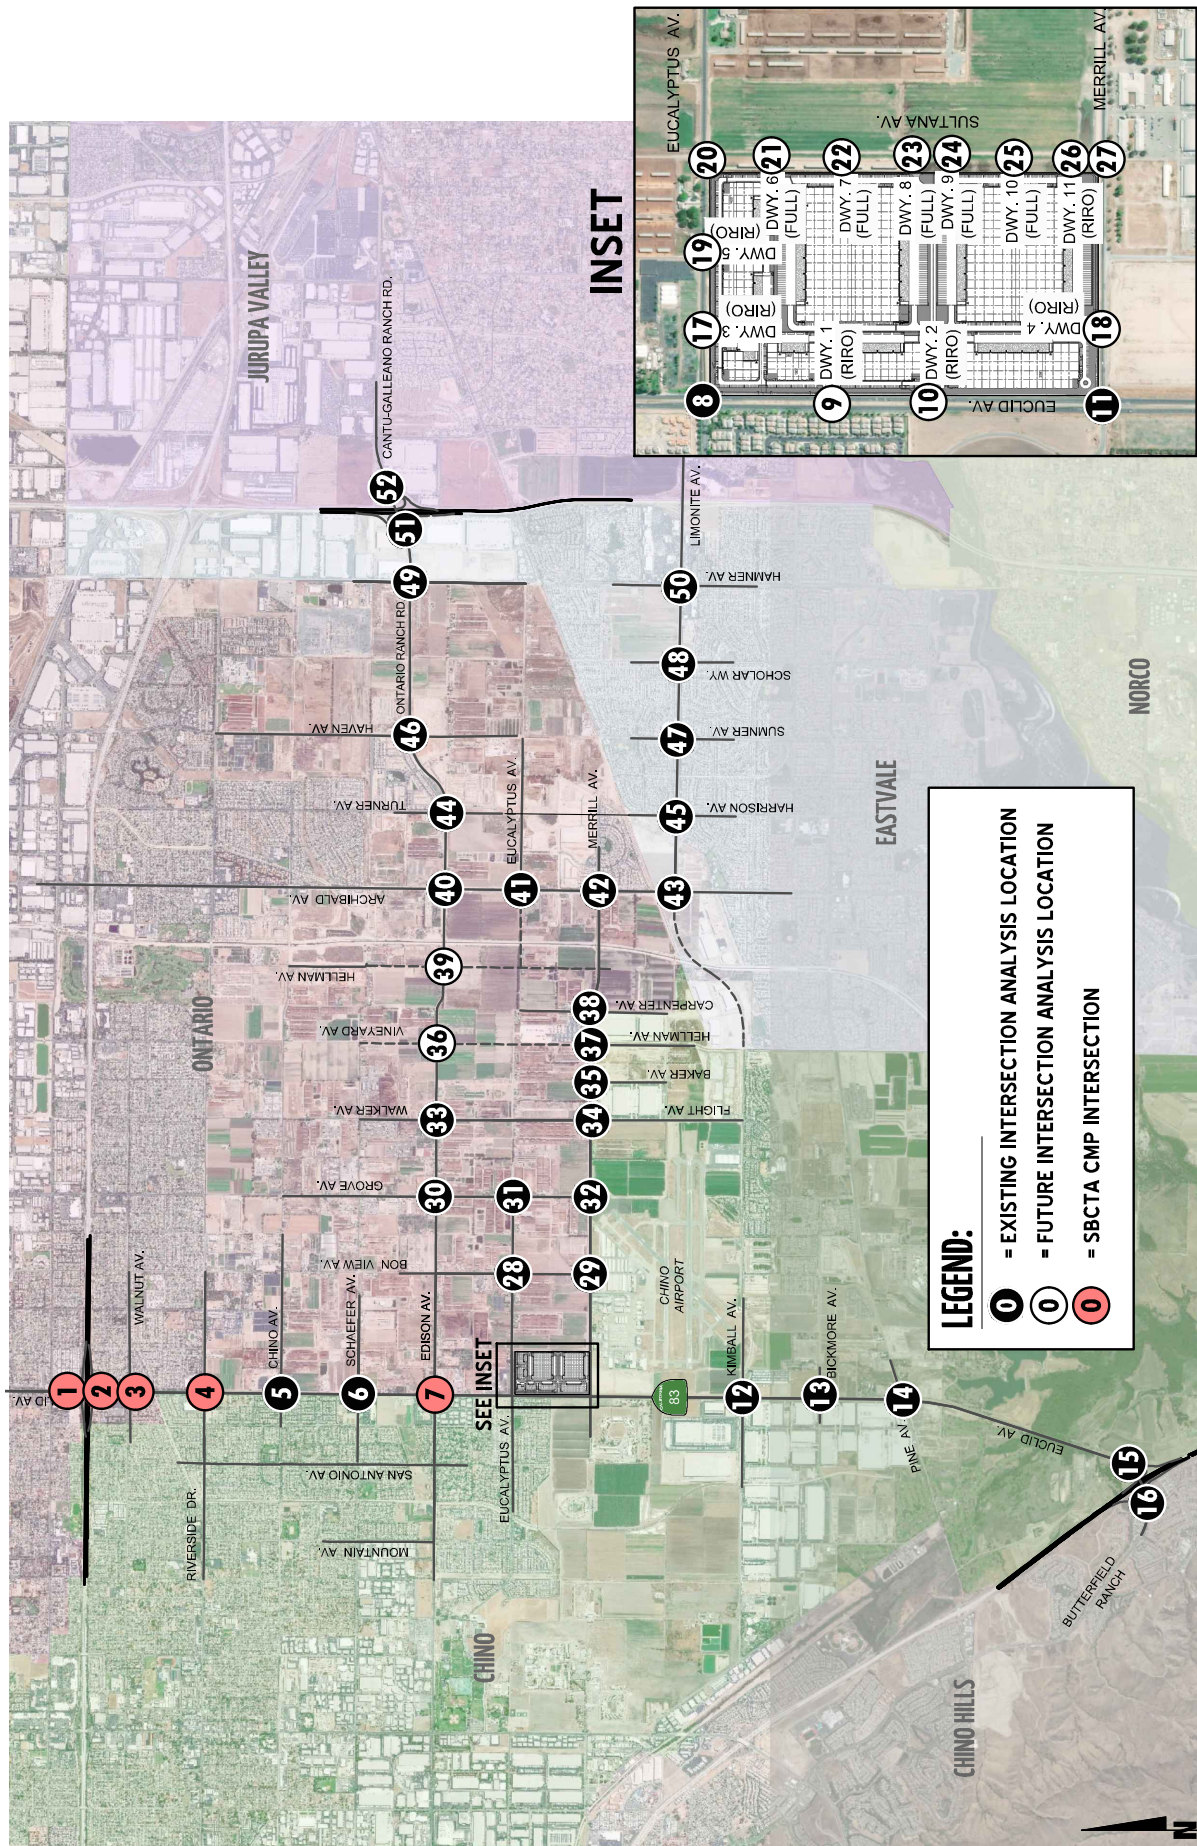 JURUPA VALLEY
ONTARIO
CHINO
CHINO HILLS
EASTVALE
NORCO
CANTU-GALLEANO RANCH RD.
ONTARIO RANCH RD.
LIMONITE AV.
HAMNER AV.
SCHOLAR WY.
SUMNER AV.
HARRISON AV.
HAVEN AV.
TURNER AV.
EUCALYPTUS AV.
MERRILL AV.
ARCHIBALD AV.
HELLMAN AV.
VINEYARD AV.
CARPENTER AV.
HELLMAN AV.
BAKER AV.
FLIGHT AV.
WALKER AV.
GROVE AV.
BON VIEW AV.
WALNUT AV.
CHINO AV.
SCHAEFER AV.
EDISON AV.
ID AV.
RIVERSIDE DR.
SAN ANTONIO AV.
MOUNTAIN AV.
EUCALYPTUS AV.
SEE INSET
CHINO
AIRPORT
CALIFORNIA
83
KIMBALL AV.
BICKMORE AV.
PINE AV.
EUCLID AV.
BUTTERFIELD
RANCH
1
2
3
4
5
6
7
12
13
14
15
16
28
29
30
31
32
33
34
35
36
37
38
39
40
41
42
43
44
45
46
47
48
49
50
51
52
INSET
EUCALYPTUS AV.
SULTANA AV.
MERRILL AV.
EUCLID AV.
8
17
19
20
9
10
11
18
21
22
23
24
25
26
27
DWY. 3
(RIRO)
DWY. 5
(RIRO)
DWY. 6
(FULL)
DWY. 1
(RIRO)
DWY. 7
(FULL)
DWY. 8
(FULL)
DWY. 2
(RIRO)
DWY. 9
(FULL)
DWY. 10
(FULL)
DWY. 4
(RIRO)
DWY. 11
(RIRO)
LEGEND:
0 = EXISTING INTERSECTION ANALYSIS LOCATION
0 = FUTURE INTERSECTION ANALYSIS LOCATION
0 = SBCTA CMP INTERSECTION
N